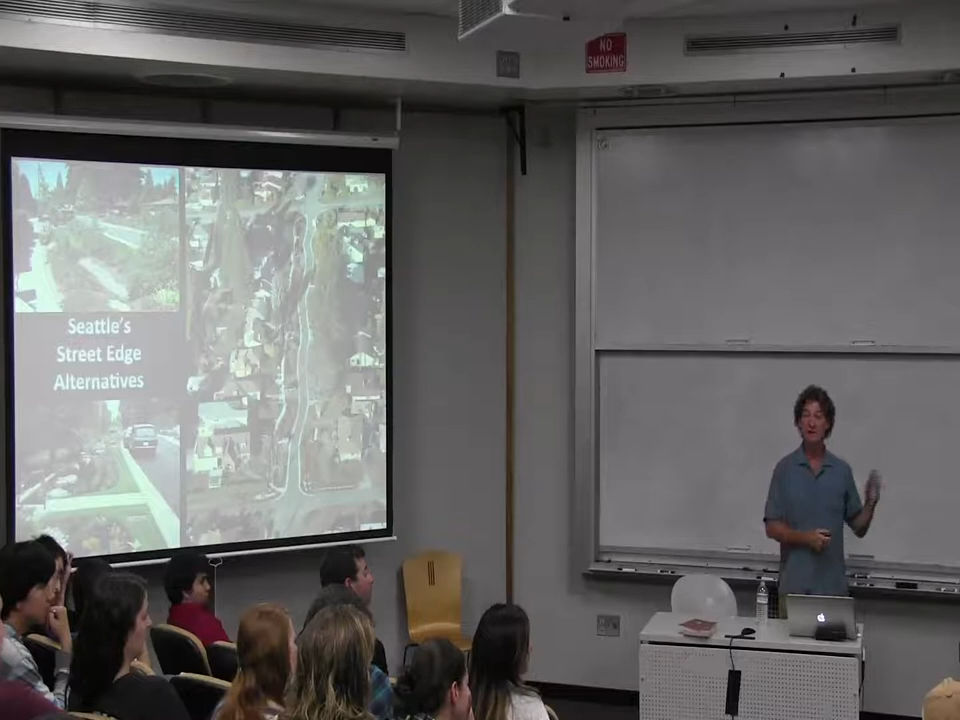 NO
SMOKING
Seattle's
Street Edge
Alternatives